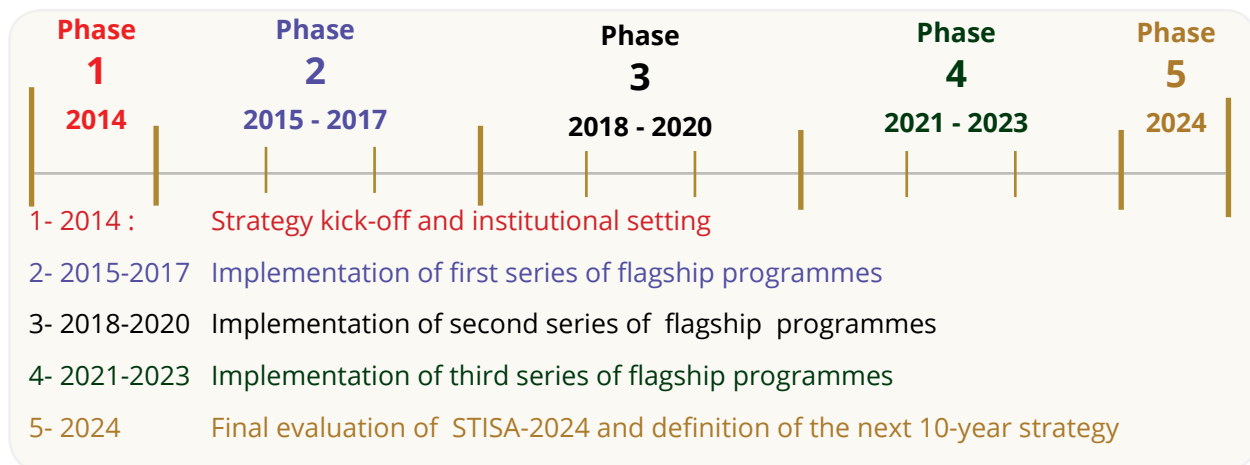 Phase
1
2014
Phase
2
2015 - 2017
Phase
3
2018 - 2020
Phase
4
2021 - 2023
Phase
5
2024
1- 2014 : Strategy kick-off and institutional setting
2- 2015-2017 Implementation of first series of flagship programmes
3- 2018-2020 Implementation of second series of flagship programmes
4- 2021-2023 Implementation of third series of flagship programmes
5- 2024 Final evaluation of STISA-2024 and definition of the next 10-year strategy